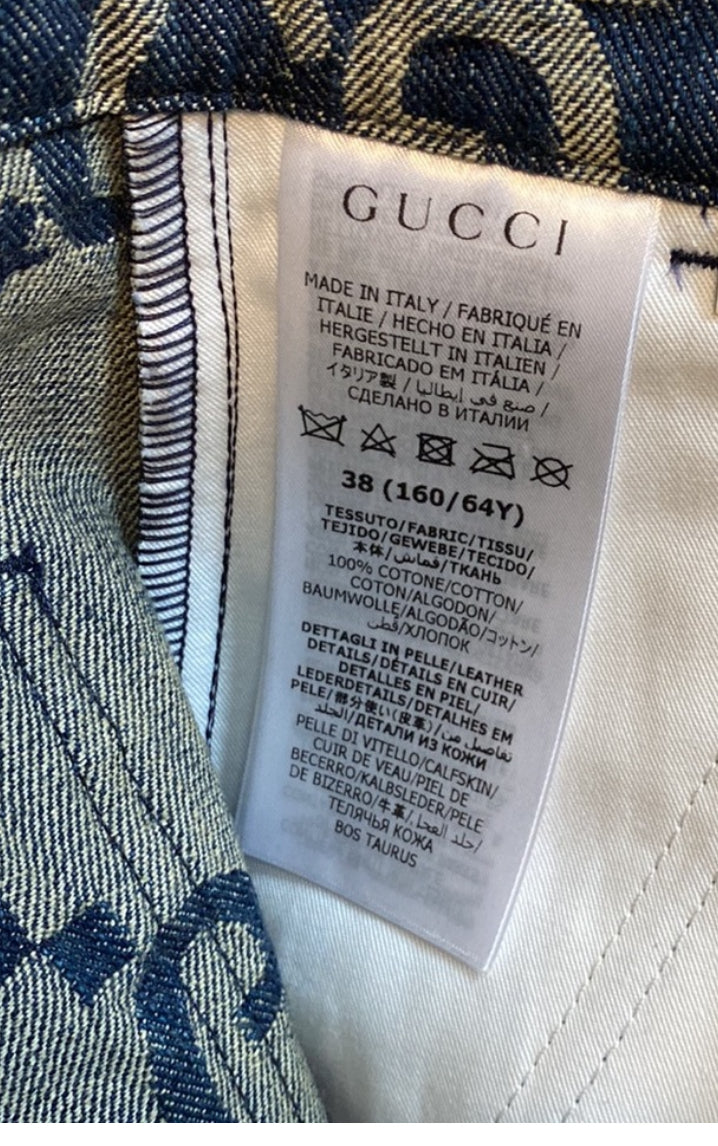 GUCCI
MADE IN ITALY / FABRIQUÉ EN
ITALIE / HECHO EN ITALIA /
HERGESTELLT IN ITALIEN /
FABRICADO EM ITÁLIA /
イタリア製 / صنع في إيطاليا /
СДЕЛАНО В ИТАЛИИ
38 (160/64Y)
TESSUTO/FABRIC/TISSU/
TEJIDO/GEWEBE/TECIDO/
本体/قماش/ТКАНЬ
100% COTONE/COTTON/
COTON/ALGODON/
BAUMWOLLE/ALGODÃO/コットン/
قطن/ХЛОПОК
DETTAGLI IN PELLE/LEATHER
DETAILS/DÉTAILS EN CUIR/
DETALLES EN PIEL/
LEDERDETAILS/DETALHES EM
PELE/部分使い(皮革)/تفاصيل من
الجلد/ДЕТАЛИ ИЗ КОЖИ
PELLE DI VITELLO/CALFSKIN/
CUIR DE VEAU/PIEL DE
BECERRO/KALBSLEDER/PELE
DE BIZERRO/牛革/جلد العجل/
ТЕЛЯЧЬЯ КОЖА
BOS TAURUS